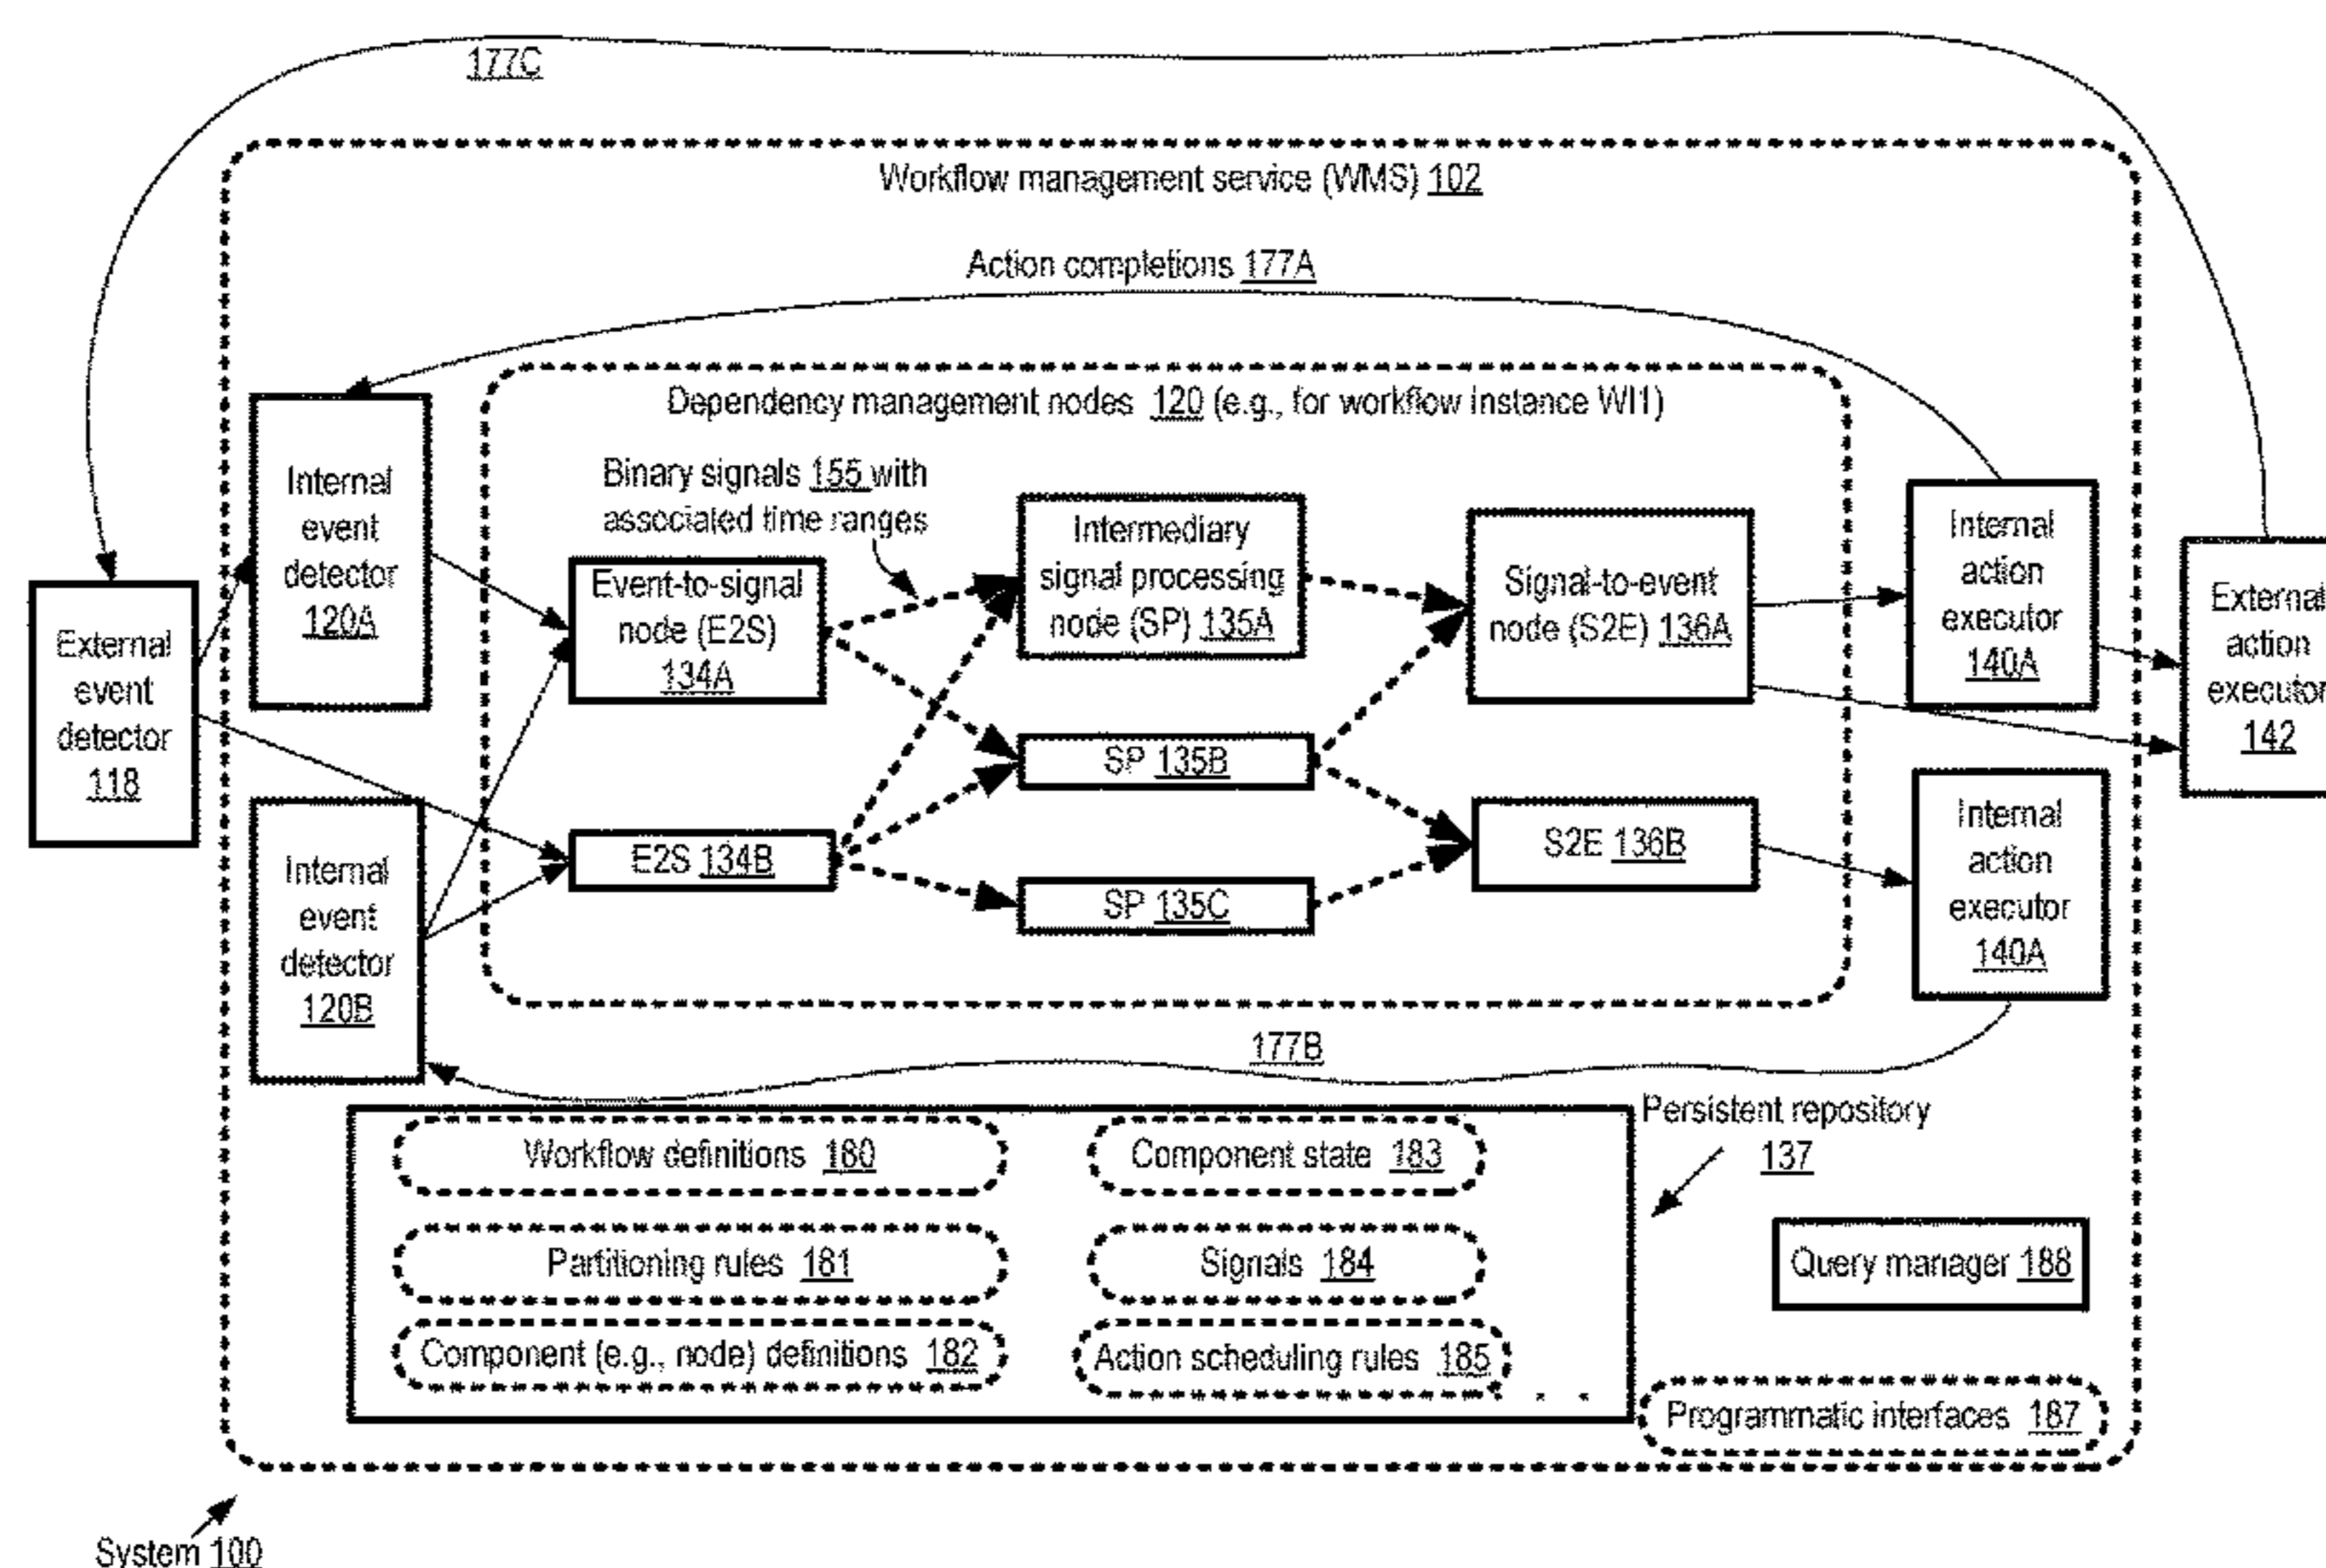 177C
Workflow management service (WMS) 102
Action completions 177A
Dependency management nodes 120 (e.g., for workflow instance WI1)
Binary signals 155 with
associated time ranges
External
event
detector
118
Internal
event
detector
120A
Internal
event
detector
120B
Event-to-signal
node (E2S)
134A
E2S 134B
Intermediary
signal processing
node (SP) 135A
SP 135B
SP 135C
Signal-to-event
node (S2E) 136A
S2E 136B
Internal
action
executor
140A
Internal
action
executor
140A
External
action
executor
142
177B
Persistent repository
137
Workflow definitions 180
Partitioning rules 181
Component (e.g., node) definitions 182
Component state 183
Signals 184
Action scheduling rules 185
. . .
Query manager 188
Programmatic interfaces 187
System 100